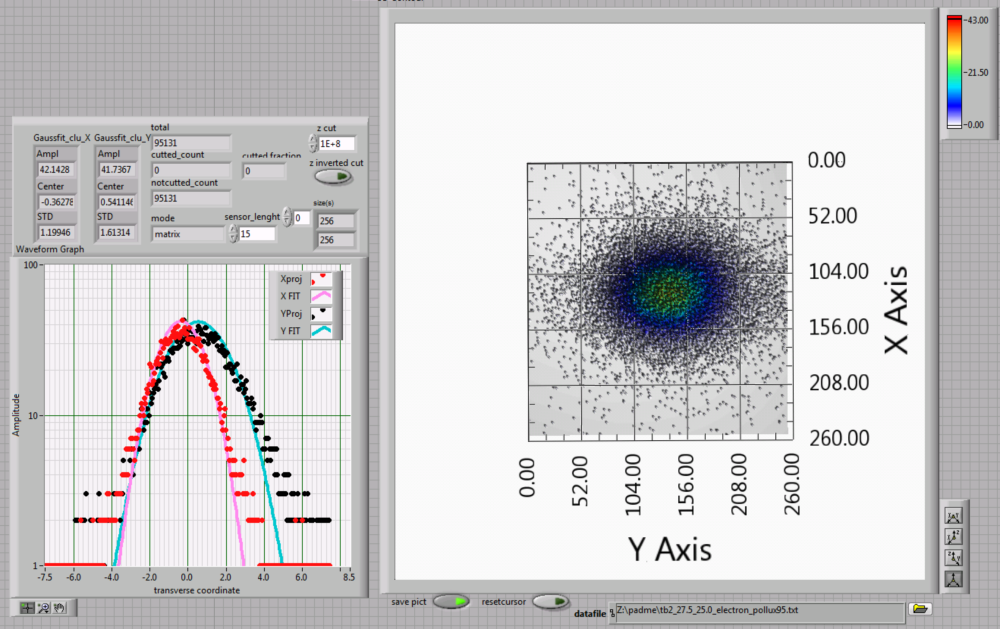 total
z cut
Gaussfit_clu_X
Gaussfit_clu_Y
95131
1E+8
Ampl
Ampl
cutted_count
cutted fraction
z inverted cut
42.1428
41.7367
0
0
Center
Center
notcutted_count
-0.36278
0.541146
95131
size(s)
STD
STD
mode
sensor_lenght
0
256
1.19946
1.61314
matrix
15
256
Waveform Graph
100
10
1
Amplitude
Xproj
X FIT
YProj
Y FIT
-7.5
-6.0
-4.0
-2.0
0.0
2.0
4.0
6.0
8.5
transverse coordinate
43.00
21.50
0.00
0.00
52.00
104.00
156.00
208.00
260.00
X Axis
0.00
52.00
104.00
156.00
208.00
260.00
Y Axis
save pict
resetcursor
datafile
Z:\padme\tb2_27.5_25.0_electron_pollux95.txt